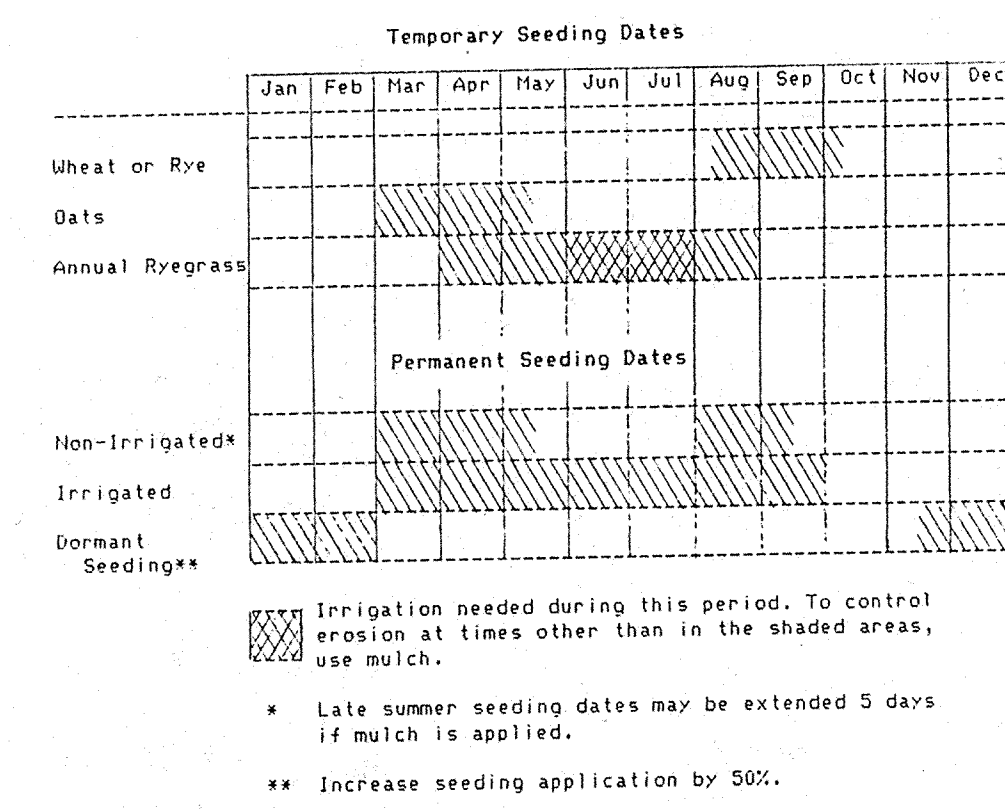 Temporary Seeding Dates
Jan Feb Mar Apr May Jun Jul Aug Sep Oct Nov Dec
Wheat or Rye
Oats
Annual Ryegrass
Permanent Seeding Dates
Non-Irrigated*
Irrigated
Dormant
Seeding**
Irrigation needed during this period. To control
erosion at times other than in the shaded areas,
use mulch.
* Late summer seeding dates may be extended 5 days
if mulch is applied.
** Increase seeding application by 50%.